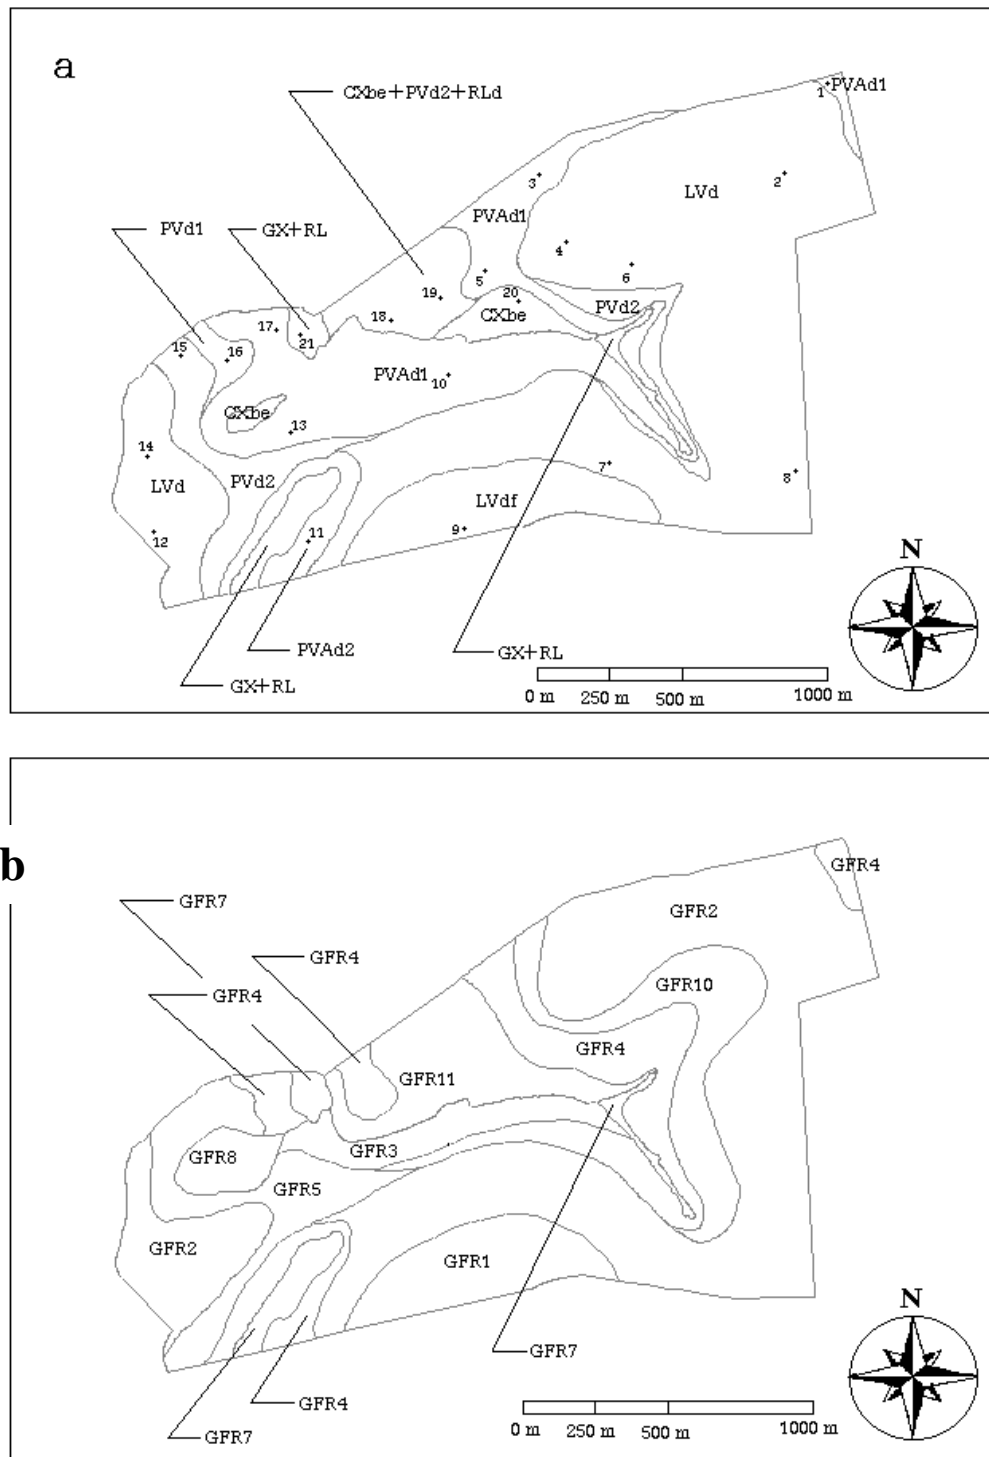 a
CXbe+PVd2+RLd
1 PVAd1
2
LVd
3
PVAd1
PVd1
GX+RL
4
5
6
19
20
PVd2
CXbe
18
17
21
15
16
PVAd1 10
CXbe
13
14
LVd
PVd2
7
8
LVdf
9
11
12
N
PVAd2
GX+RL
GX+RL
0 m 250 m 500 m 1000 m
b
GFR4
GFR7
GFR2
GFR4
GFR10
GFR4
GFR4
GFR11
GFR3
GFR8
GFR5
GFR2
GFR1
N
GFR7
GFR4
GFR7
0 m 250 m 500 m 1000 m